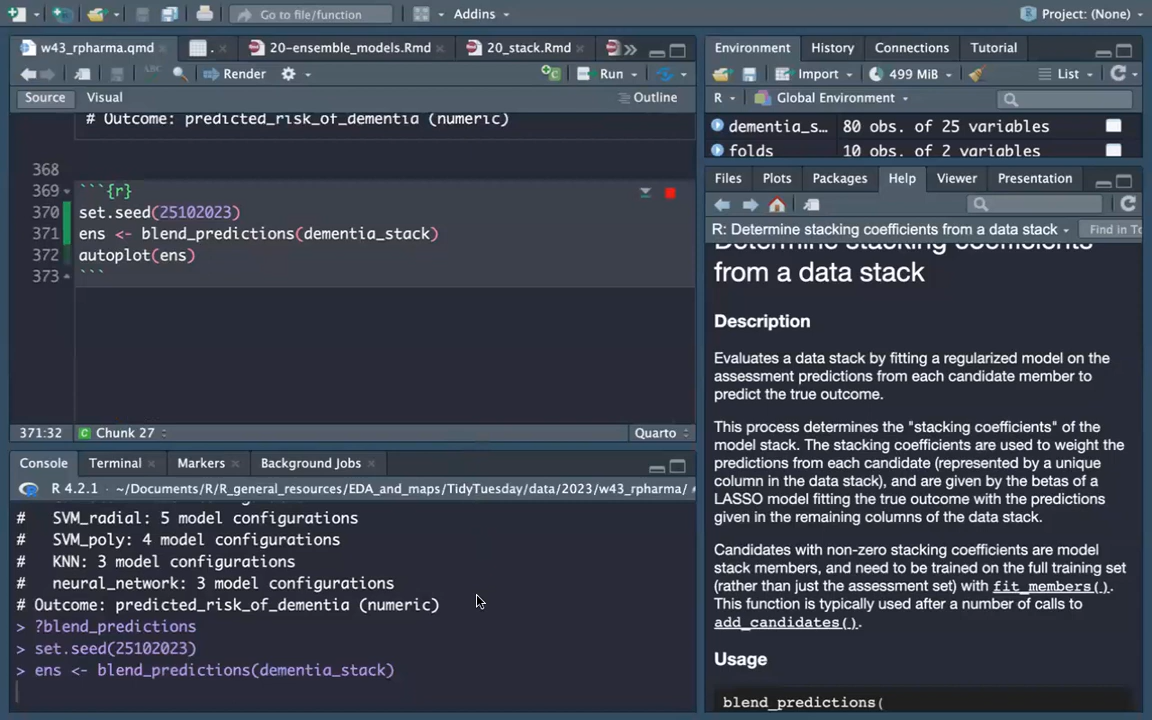 Go to file/function
Addins
Project: (None)
w43_rpharma.qmd
.
20-ensemble_models.Rmd
20_stack.Rmd
Render
Run
Source
Visual
Outline
# Outcome: predicted_risk_of_dementia (numeric)
368
369 ```{r}
370 set.seed(25102023)
371 ens <- blend_predictions(dementia_stack)
372 autoplot(ens)
373 ```
371:32
Chunk 27
Quarto
Console
Terminal
Markers
Background Jobs
R 4.2.1 · ~/Documents/R/R_general_resources/EDA_and_maps/TidyTuesday/data/2023/w43_rpharma/
# SVM_radial: 5 model configurations
# SVM_poly: 4 model configurations
# KNN: 3 model configurations
# neural_network: 3 model configurations
# Outcome: predicted_risk_of_dementia (numeric)
> ?blend_predictions
> set.seed(25102023)
> ens <- blend_predictions(dementia_stack)
Environment
History
Connections
Tutorial
Import
499 MiB
List
R
Global Environment
dementia_s… 80 obs. of 25 variables
folds 10 obs. of 2 variables
Files
Plots
Packages
Help
Viewer
Presentation
R: Determine stacking coefficients from a data stack
Find in To
Determine stacking coefficients
from a data stack
Description
Evaluates a data stack by fitting a regularized model on the
assessment predictions from each candidate member to
predict the true outcome.
This process determines the "stacking coefficients" of the
model stack. The stacking coefficients are used to weight the
predictions from each candidate (represented by a unique
column in the data stack), and are given by the betas of a
LASSO model fitting the true outcome with the predictions
given in the remaining columns of the data stack.
Candidates with non-zero stacking coefficients are model
stack members, and need to be trained on the full training set
(rather than just the assessment set) with fit_members().
This function is typically used after a number of calls to
add_candidates().
Usage
blend_predictions(